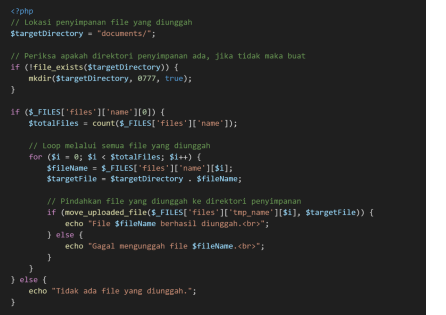 <?php
// Lokasi penyimpanan file yang diunggah
$targetDirectory = "documents/";

// Periksa apakah direktori penyimpanan ada, jika tidak maka buat
if (!file_exists($targetDirectory)) {
    mkdir($targetDirectory, 0777, true);
}

if ($_FILES['files']['name'][0]) {
    $totalFiles = count($_FILES['files']['name']);

    // Loop melalui semua file yang diunggah
    for ($i = 0; $i < $totalFiles; $i++) {
        $fileName = $_FILES['files']['name'][$i];
        $targetFile = $targetDirectory . $fileName;

        // Pindahkan file yang diunggah ke direktori penyimpanan
        if (move_uploaded_file($_FILES['files']['tmp_name'][$i], $targetFile)) {
            echo "File $fileName berhasil diunggah.<br>";
        } else {
            echo "Gagal mengunggah file $fileName.<br>";
        }
    }
} else {
    echo "Tidak ada file yang diunggah.";
}